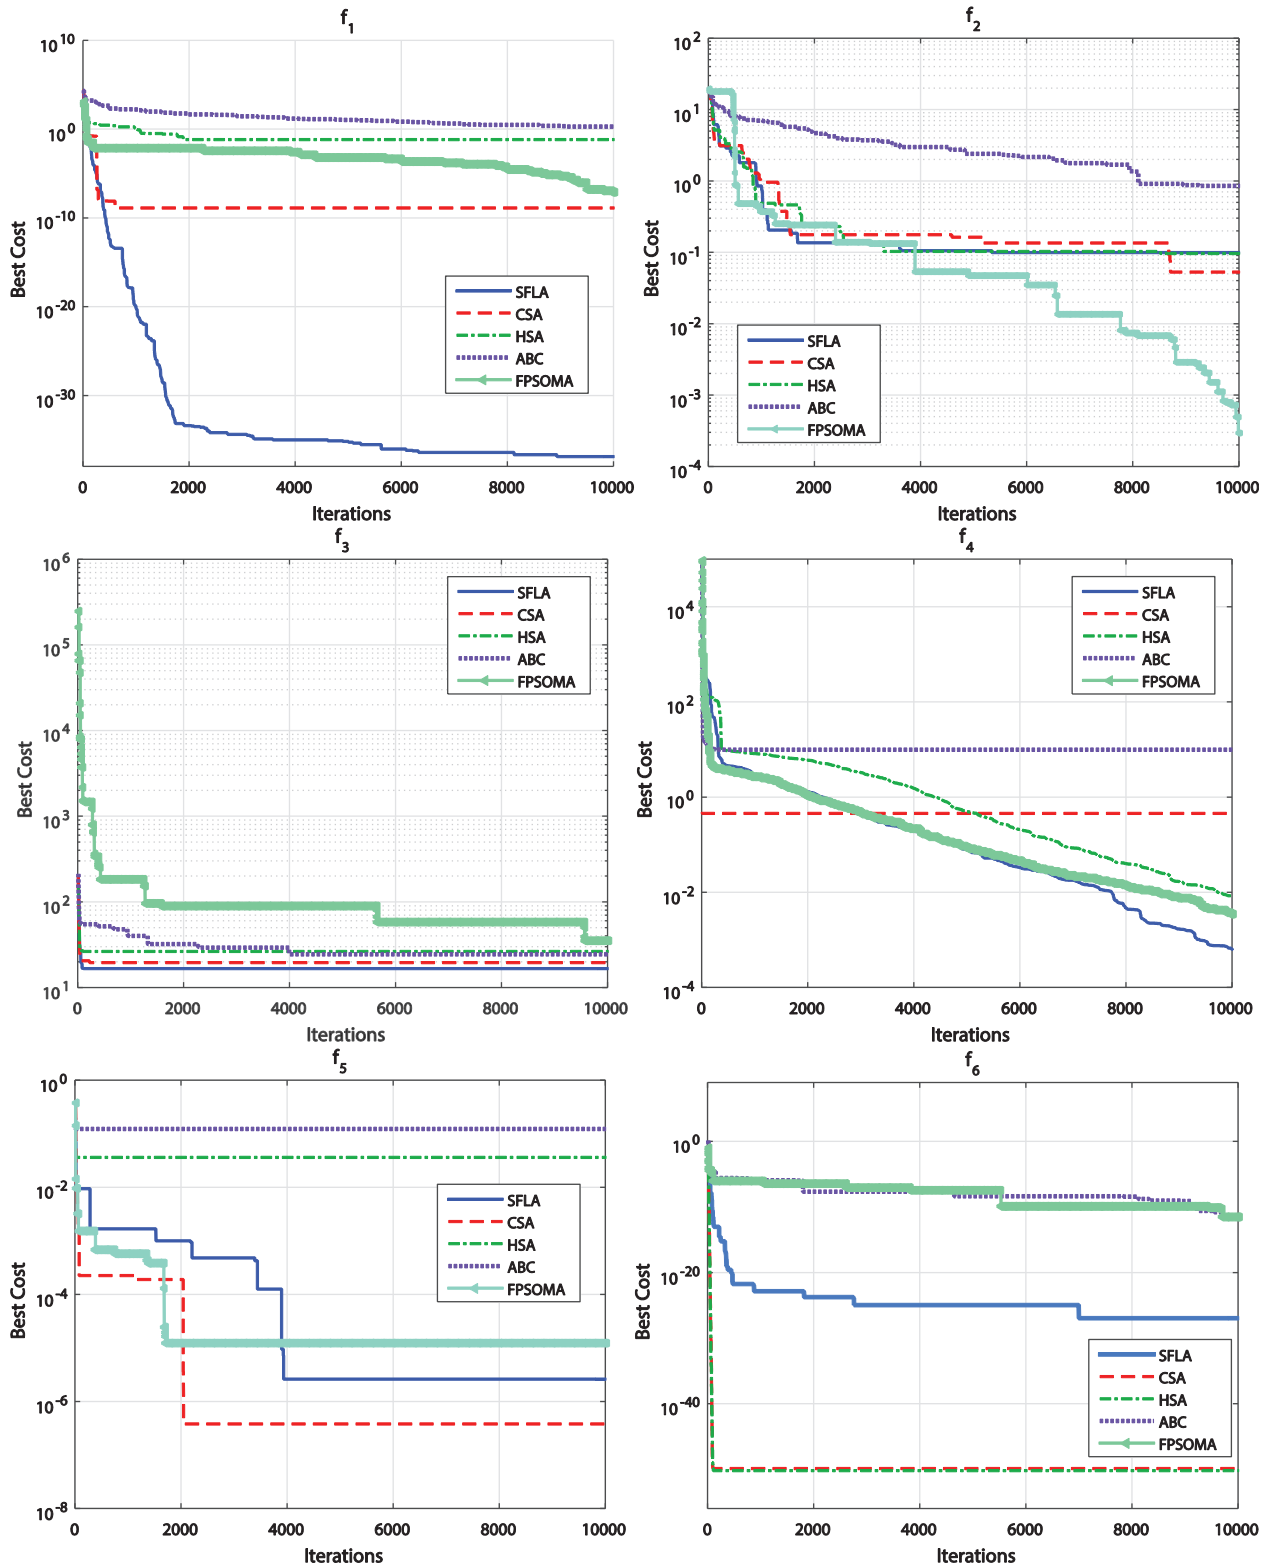 f1
10^10
10^0
10^-10
10^-20
10^-30
Best Cost
SFLA
CSA
HSA
ABC
FPSOMA
0 2000 4000 6000 8000 10000
Iterations
f2
10^2
10^1
10^0
10^-1
10^-2
10^-3
10^-4
Best Cost
SFLA
CSA
HSA
ABC
FPSOMA
0 2000 4000 6000 8000 10000
Iterations
f3
10^6
10^5
10^4
10^3
10^2
10^1
Best Cost
SFLA
CSA
HSA
ABC
FPSOMA
0 2000 4000 6000 8000 10000
Iterations
f4
10^4
10^2
10^0
10^-2
10^-4
Best Cost
SFLA
CSA
HSA
ABC
FPSOMA
0 2000 4000 6000 8000 10000
Iterations
f5
10^0
10^-2
10^-4
10^-6
10^-8
Best Cost
SFLA
CSA
HSA
ABC
FPSOMA
0 2000 4000 6000 8000 10000
Iterations
f6
10^0
10^-20
10^-40
Best Cost
SFLA
CSA
HSA
ABC
FPSOMA
0 2000 4000 6000 8000 10000
Iterations